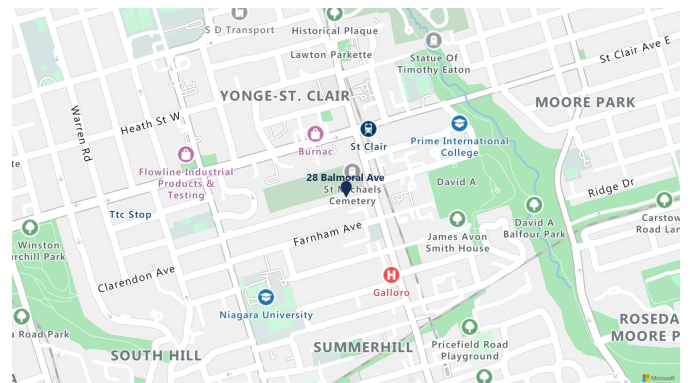 S D Transport
Historical Plaque
Lawton Parkette
Statue Of
Timothy Eaton
St Clair Ave E
YONGE-ST. CLAIR
MOORE PARK
Warren Rd
Heath St W
St Clair
Burnac
Prime International
College
Flowline Industrial
Products &
Testing
28 Balmoral Ave
St Michaels
Cemetery
David A
Ridge Dr
Ttc Stop
David A
Balfour Park
Carstow
Road Lan
Winston
rchill Park
Farnham Ave
James Avon
Smith House
Clarendon Ave
Galloro
Niagara University
n Road Park
SOUTH HILL
SUMMERHILL
Pricefield Road
Playground
ROSEDA
MOORE P
Microsoft